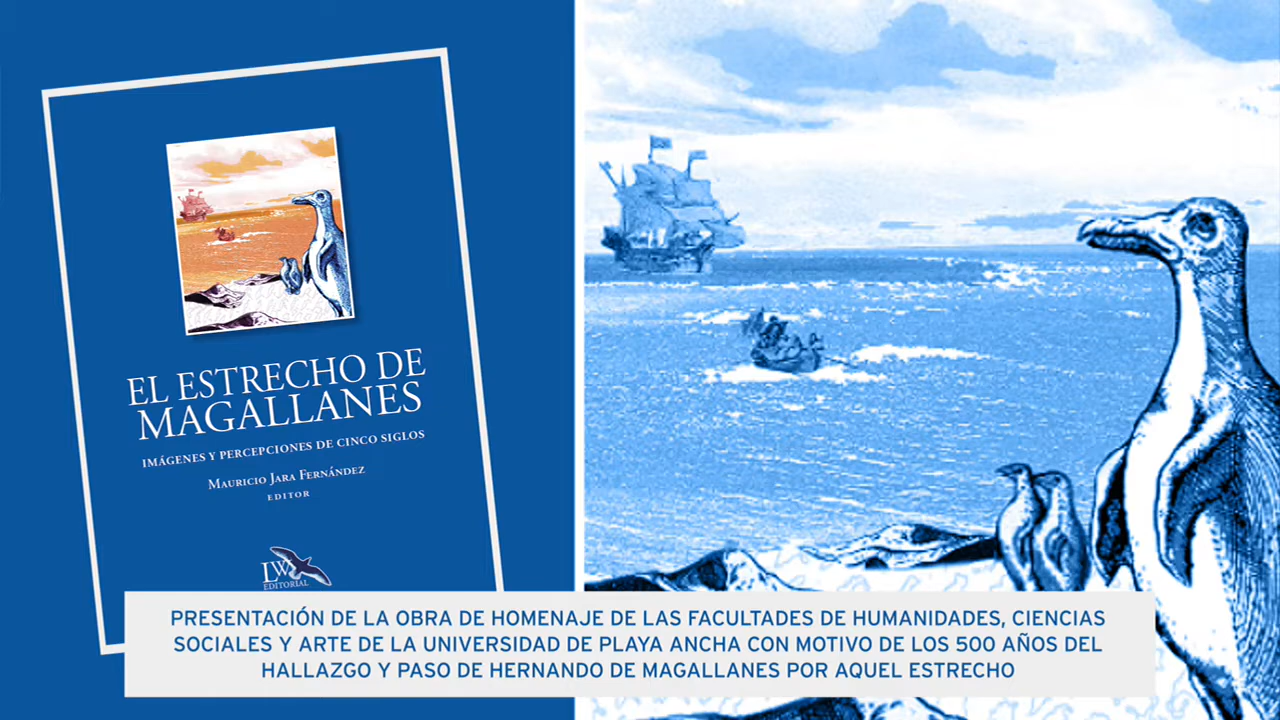 EL ESTRECHO DE
MAGALLANES
IMÁGENES Y PERCEPCIONES DE CINCO SIGLOS
MAURICIO JARA FERNÁNDEZ
EDITOR
LW
EDITORIAL
PRESENTACIÓN DE LA OBRA DE HOMENAJE DE LAS FACULTADES DE HUMANIDADES, CIENCIAS
SOCIALES Y ARTE DE LA UNIVERSIDAD DE PLAYA ANCHA CON MOTIVO DE LOS 500 AÑOS DEL
HALLAZGO Y PASO DE HERNANDO DE MAGALLANES POR AQUEL ESTRECHO